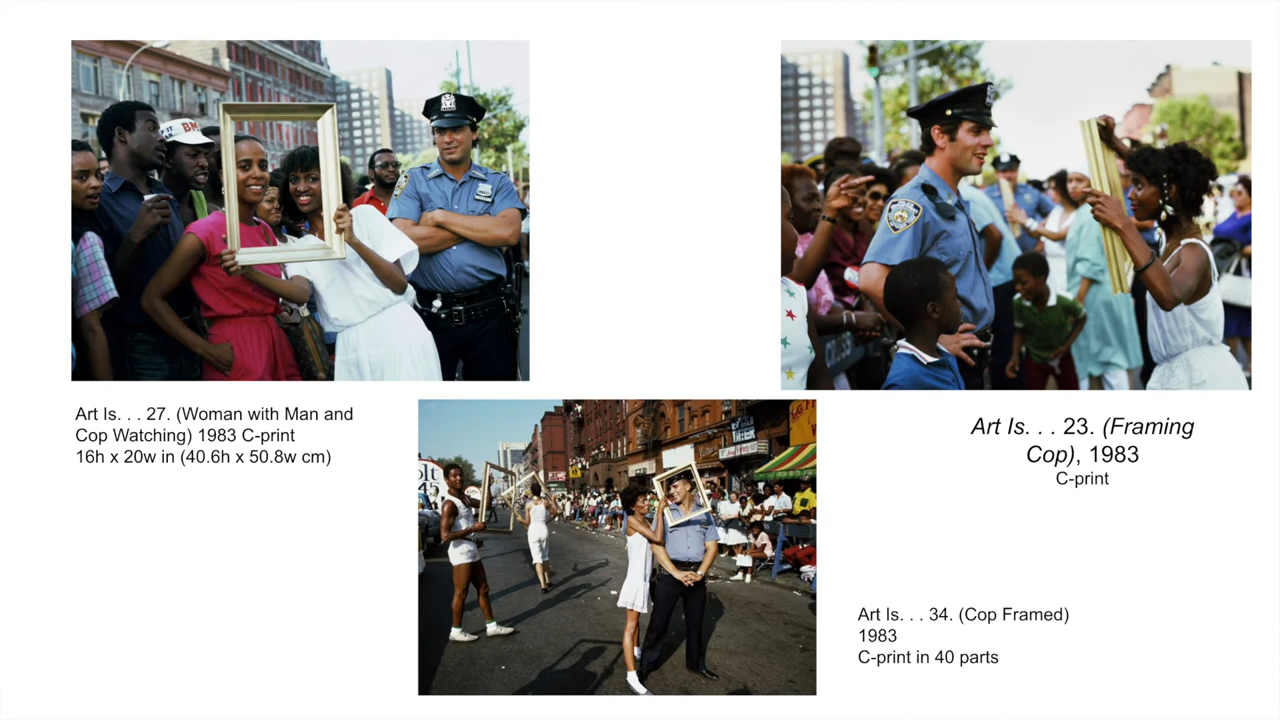 Art Is. . . 27. (Woman with Man and
Cop Watching) 1983 C-print
16h x 20w in (40.6h x 50.8w cm)
Art Is. . . 23. (Framing
Cop), 1983
C-print
Art Is. . . 34. (Cop Framed)
1983
C-print in 40 parts